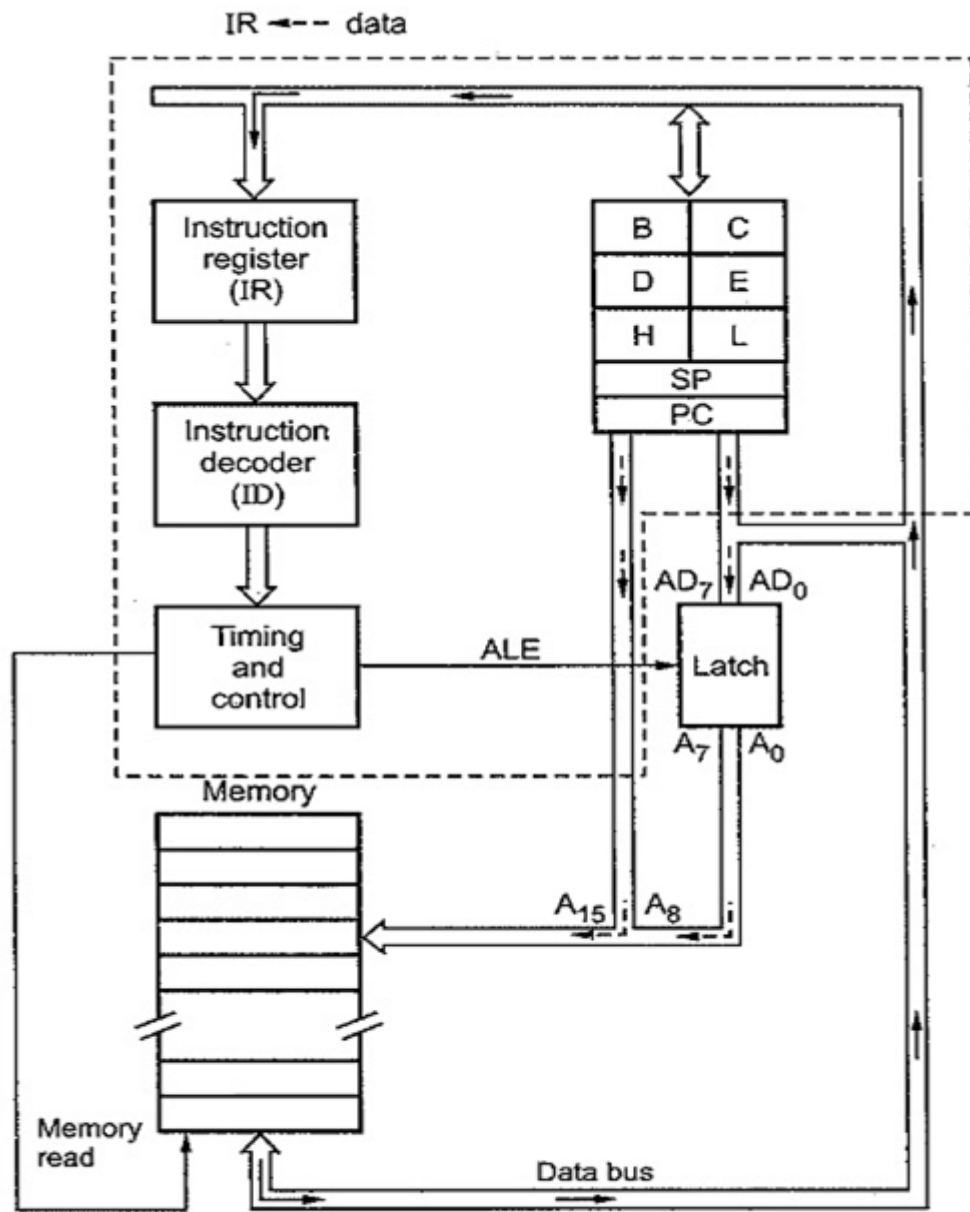 IR ← data
Instruction
register
(IR)
B C
D E
H L
SP
PC
Instruction
decoder
(ID)
Timing
and
control
ALE
AD₇ AD₀
Latch
A₇ A₀
Memory
A₁₅ A₈
Memory
read
Data bus